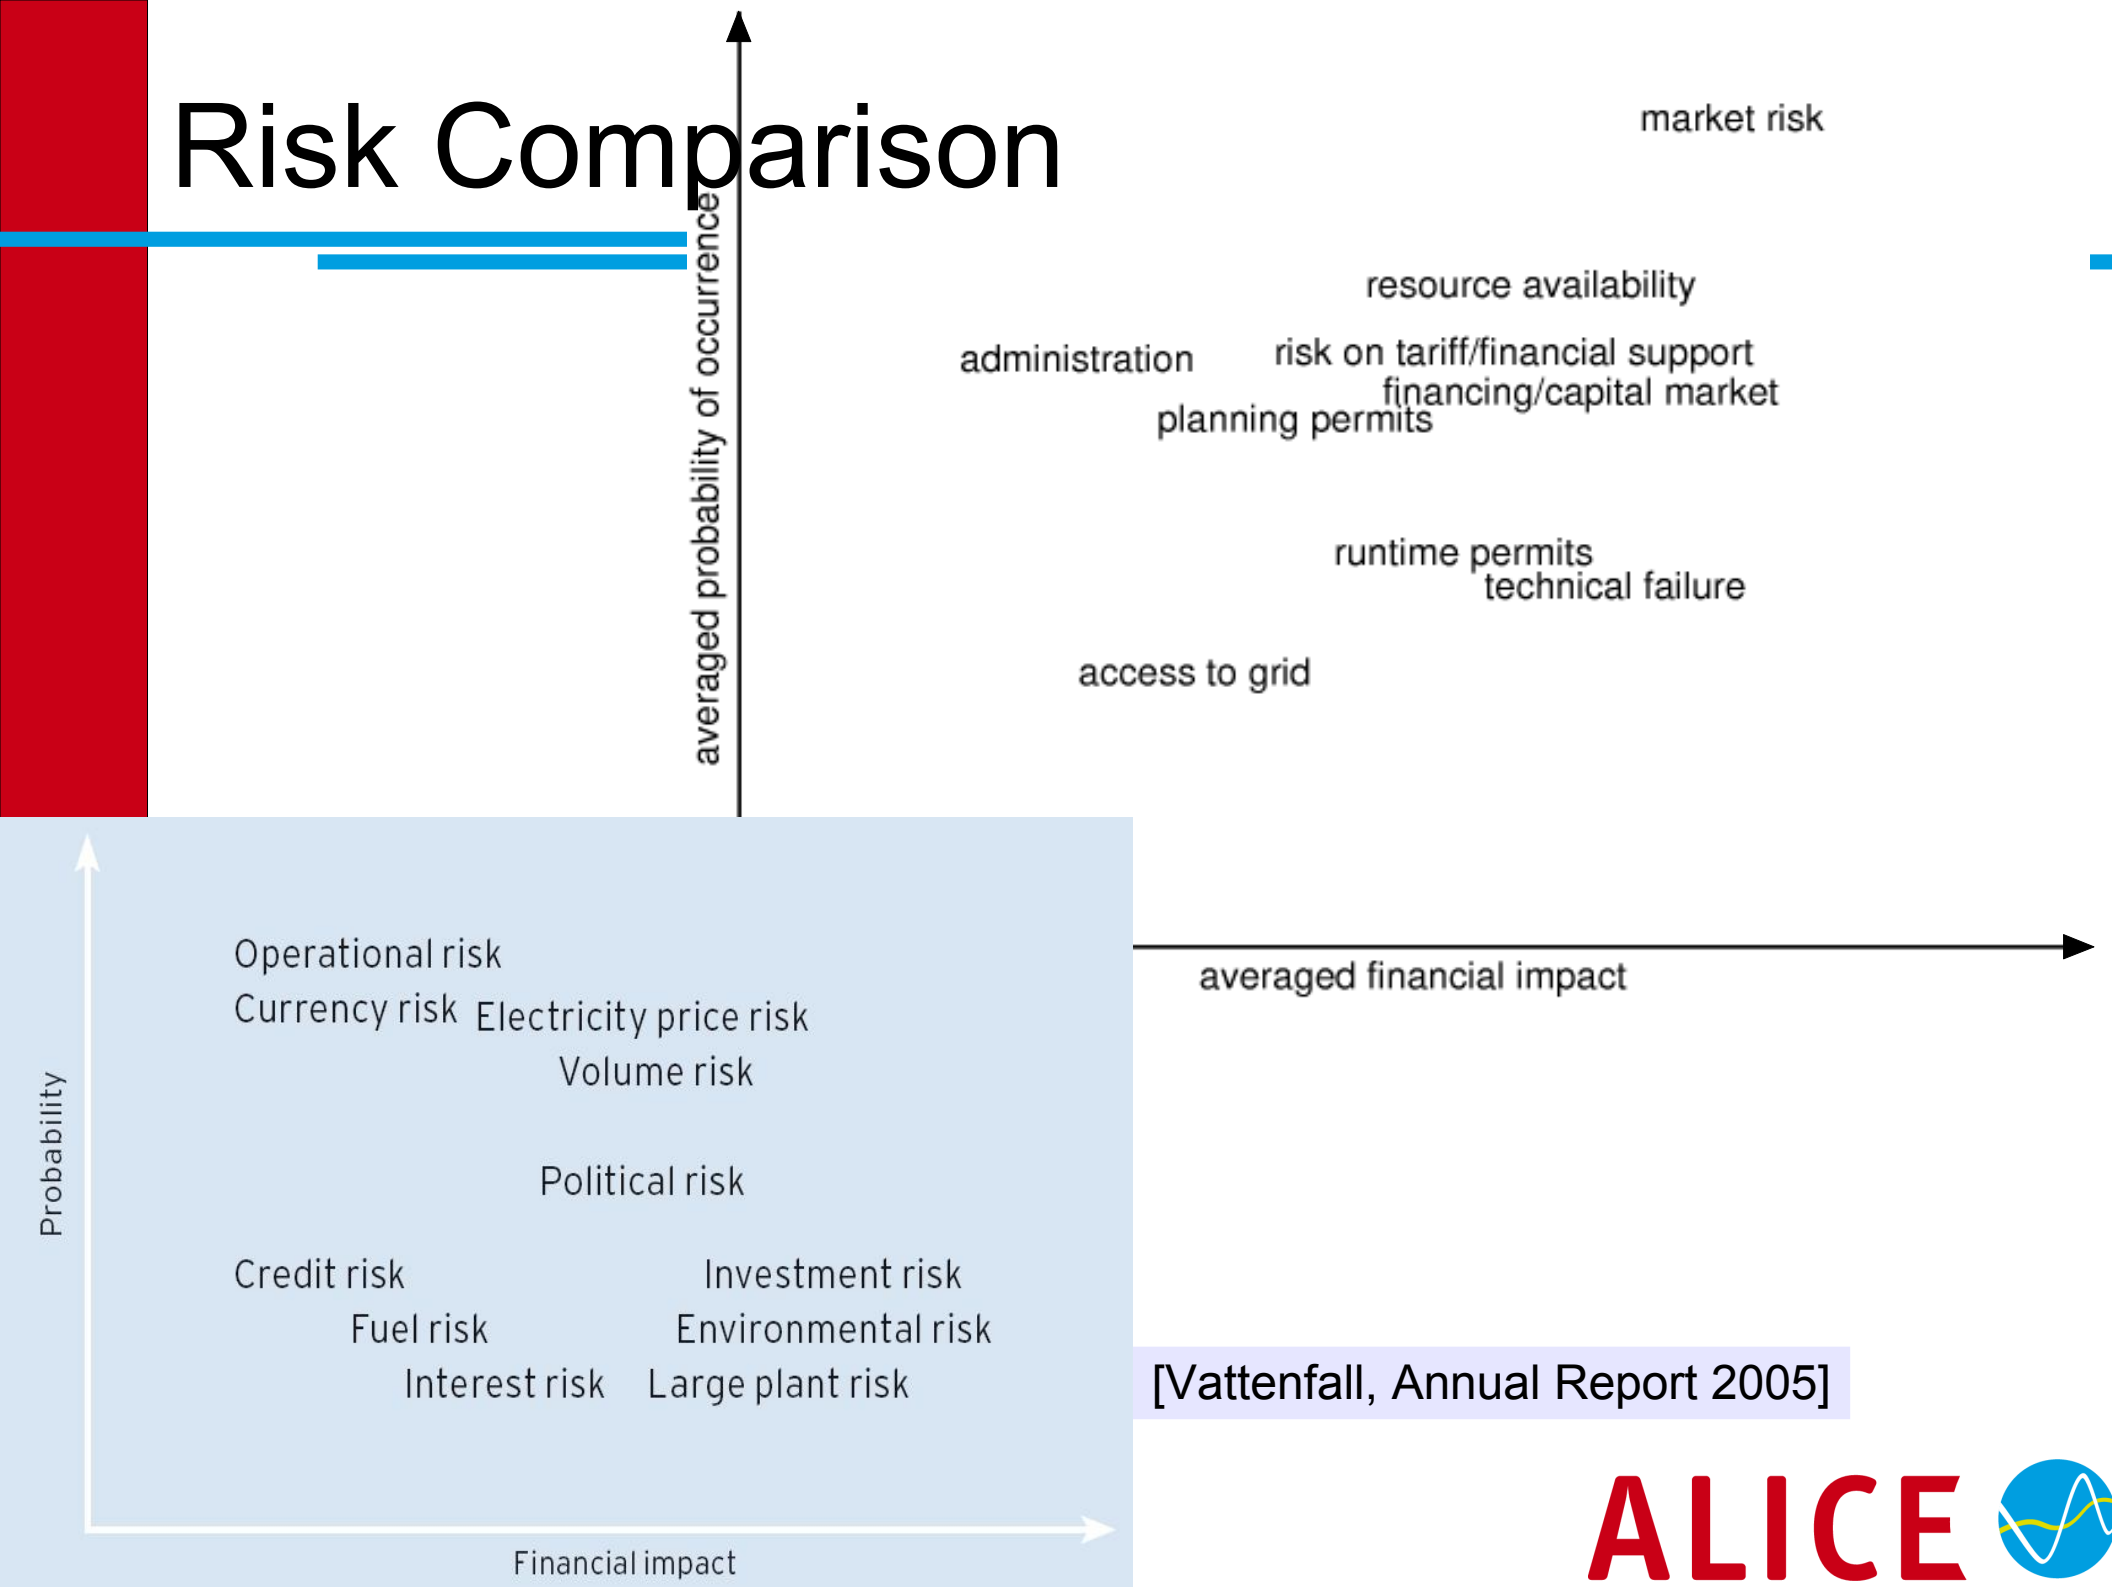 Risk Comparison
averaged probability of occurrence
market risk
resource availability
administration
risk on tariff/financial support
financing/capital market
planning permits
runtime permits
technical failure
access to grid
averaged financial impact
Probability
Operational risk
Currency risk
Electricity price risk
Volume risk
Political risk
Credit risk
Investment risk
Fuel risk
Environmental risk
Interest risk
Large plant risk
Financial impact
[Vattenfall, Annual Report 2005]
ALICE